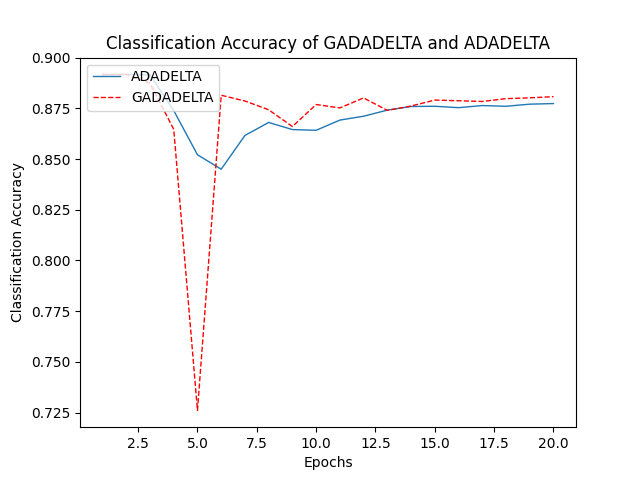 Classification Accuracy of GADADELTA and ADADELTA
ADADELTA
GADADELTA
Classification Accuracy
0.900
0.875
0.850
0.825
0.800
0.775
0.750
0.725
2.5 5.0 7.5 10.0 12.5 15.0 17.5 20.0
Epochs